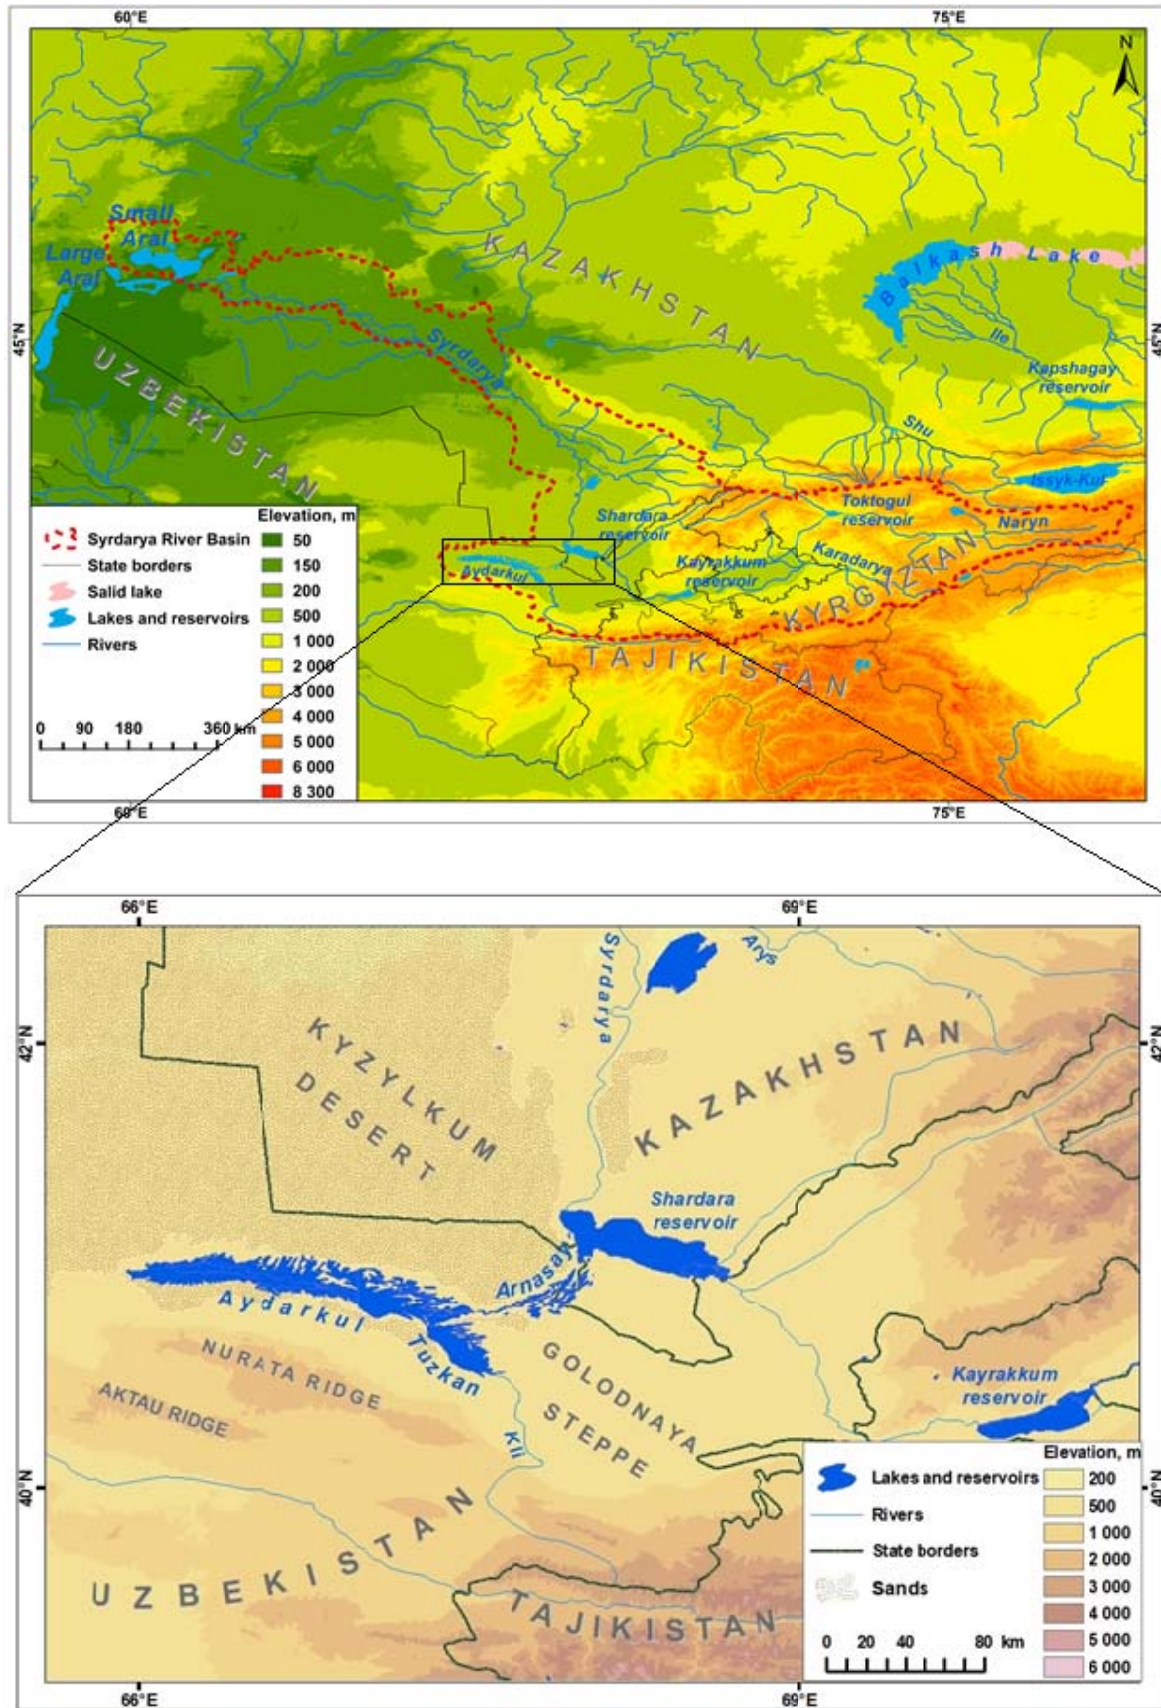 60°E 75°E
N
Small
Aral
Large
Aral
KAZAKHSTAN
Balkash Lake
45°N 45°N
Ile
Syrdarya
Kapshagay
reservoir
UZBEKISTAN
Shu
Issyk-Kul
Toktogul
reservoir
Naryn
Shardara
reservoir
Karadarya
Kayrakkum
reservoir
Aydarkul
KYRGYZTAN
TAJIKISTAN
Elevation, m
Syrdarya River Basin
State borders
Salid lake
Lakes and reservoirs
Rivers
50
150
200
500
1 000
2 000
3 000
4 000
5 000
6 000
8 300
0 90 180 360 km
60°E 75°E
66°E 69°E
Syrdarya
Arys
42°N 42°N
KYZYLKUM
DESERT
KAZAKHSTAN
Shardara
reservoir
Arnasay
Aydarkul
Tuzkan
NURATA RIDGE
AKTAU RIDGE
GOLODNAYA
STEPPE
Kayrakkum
reservoir
Kli
40°N 40°N
UZBEKISTAN
TAJIKISTAN
Elevation, m
Lakes and reservoirs
Rivers
State borders
Sands
200
500
1 000
2 000
3 000
4 000
5 000
6 000
0 20 40 80 km
66°E 69°E